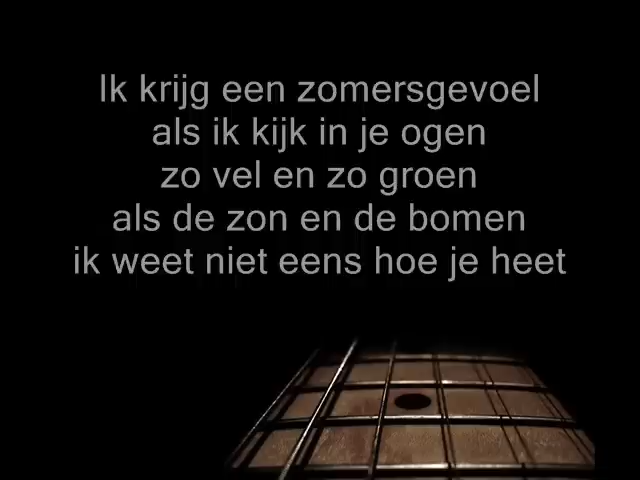 Ik krijg een zomersgevoel
als ik kijk in je ogen
zo vel en zo groen
als de zon en de bomen
ik weet niet eens hoe je heet